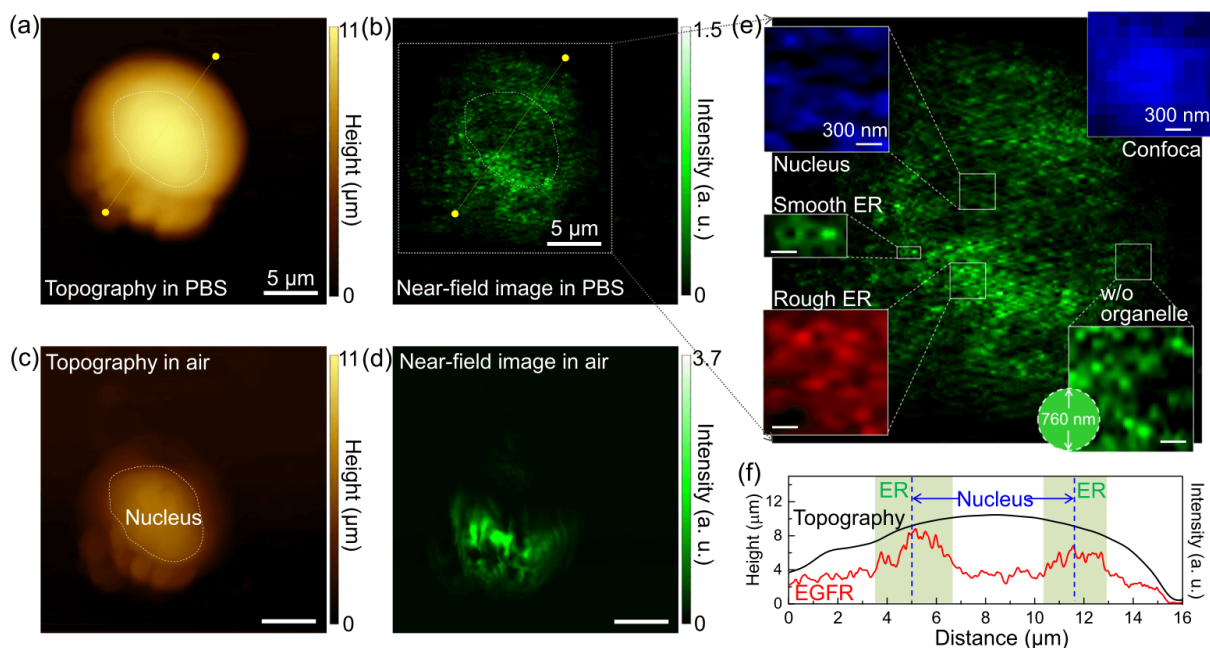 (a)
11
Height (µm)
0
5 µm
Topography in PBS
(b)
1.5
Intensity (a. u.)
0
5 µm
Near-field image in PBS
(c)
Topography in air
11
Height (µm)
0
Nucleus
(d)
Near-field image in air
3.7
Intensity (a. u.)
0
(e)
300 nm
Nucleus
300 nm
Confoca
Smooth ER
Rough ER
w/o
organelle
760 nm
(f)
ER
Nucleus
ER
Topography
EGFR
Height (µm)
12
8
4
0
Intensity (a. u.)
0 2 4 6 8 10 12 14 16
Distance (µm)